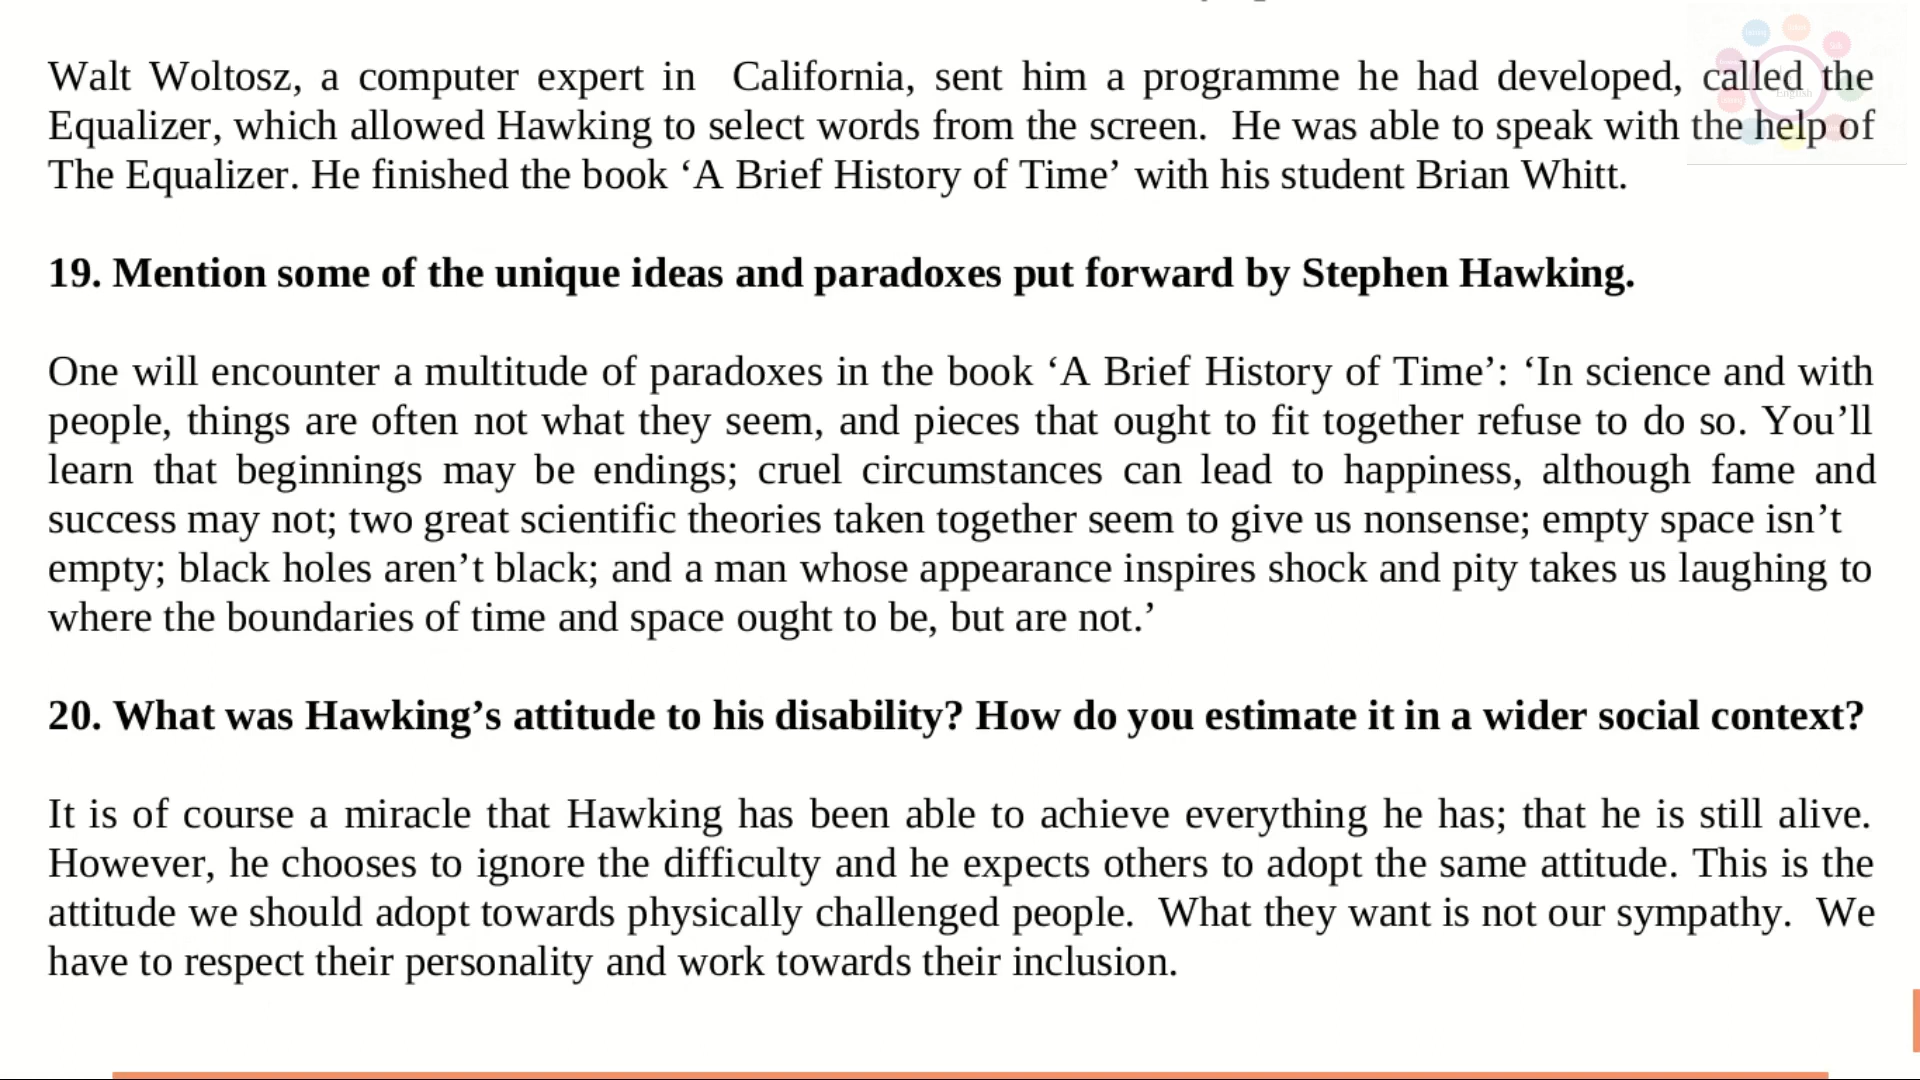 Walt Woltosz, a computer expert in California, sent him a programme he had developed, called the
Equalizer, which allowed Hawking to select words from the screen. He was able to speak with the help of
The Equalizer. He finished the book ‘A Brief History of Time’ with his student Brian Whitt.
19. Mention some of the unique ideas and paradoxes put forward by Stephen Hawking.
One will encounter a multitude of paradoxes in the book ‘A Brief History of Time’: ‘In science and with
people, things are often not what they seem, and pieces that ought to fit together refuse to do so. You’ll
learn that beginnings may be endings; cruel circumstances can lead to happiness, although fame and
success may not; two great scientific theories taken together seem to give us nonsense; empty space isn’t
empty; black holes aren’t black; and a man whose appearance inspires shock and pity takes us laughing to
where the boundaries of time and space ought to be, but are not.’
20. What was Hawking’s attitude to his disability? How do you estimate it in a wider social context?
It is of course a miracle that Hawking has been able to achieve everything he has; that he is still alive.
However, he chooses to ignore the difficulty and he expects others to adopt the same attitude. This is the
attitude we should adopt towards physically challenged people. What they want is not our sympathy. We
have to respect their personality and work towards their inclusion.
English